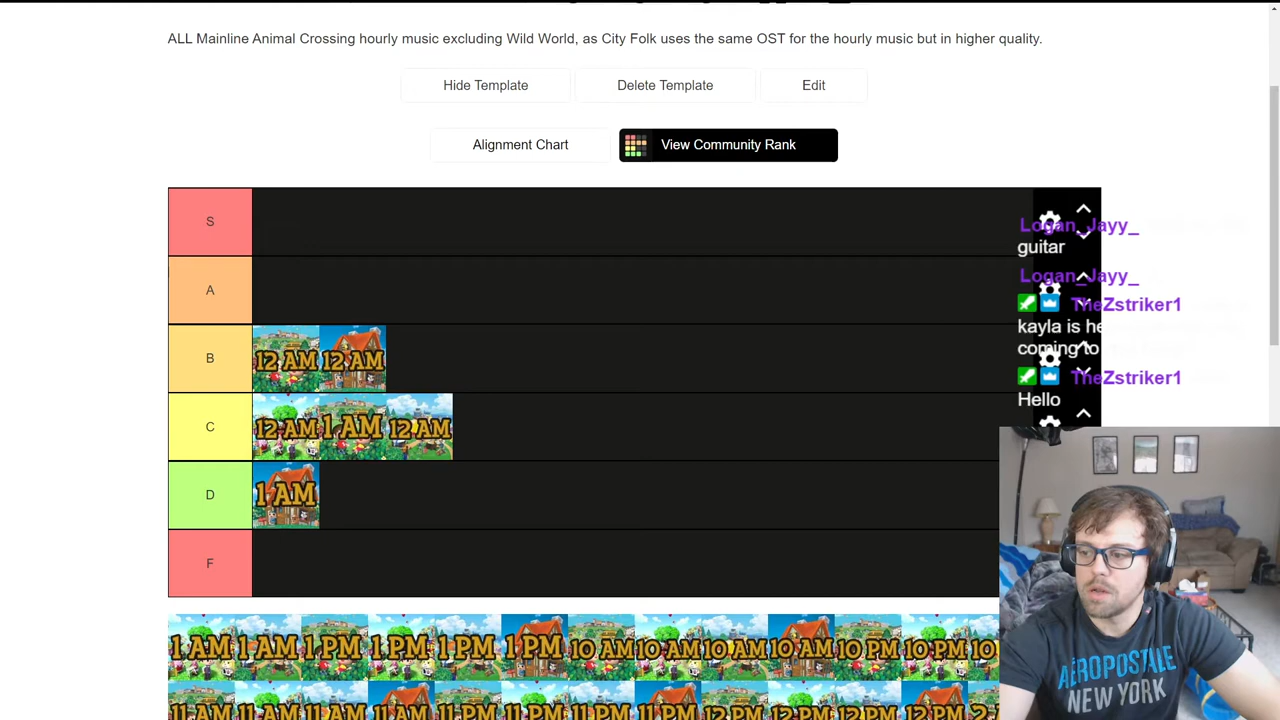 ALL Mainline Animal Crossing hourly music excluding Wild World, as City Folk uses the same OST for the hourly music but in higher quality.
Hide Template
Delete Template
Edit
Alignment Chart
View Community Rank
S
Logan_Jayy_
guitar
A
Logan_Jayy_
TheZstriker1
kayla is he
coming to
B
12 AM 12 AM
TheZstriker1
Hello
C
12 AM 1 AM 12 AM
D
1 AM
F
1 AM 1 AM 1 PM 1 PM 1 PM 1 PM 10 AM 10 AM 10 AM 10 AM 10 PM 10 PM
11 AM 11 AM 11 AM 11 AM 11 PM 11 PM 11 PM 11 PM 12 PM 12 PM 12 PM 12 PM
AÉROPOSTALE
NEW YORK